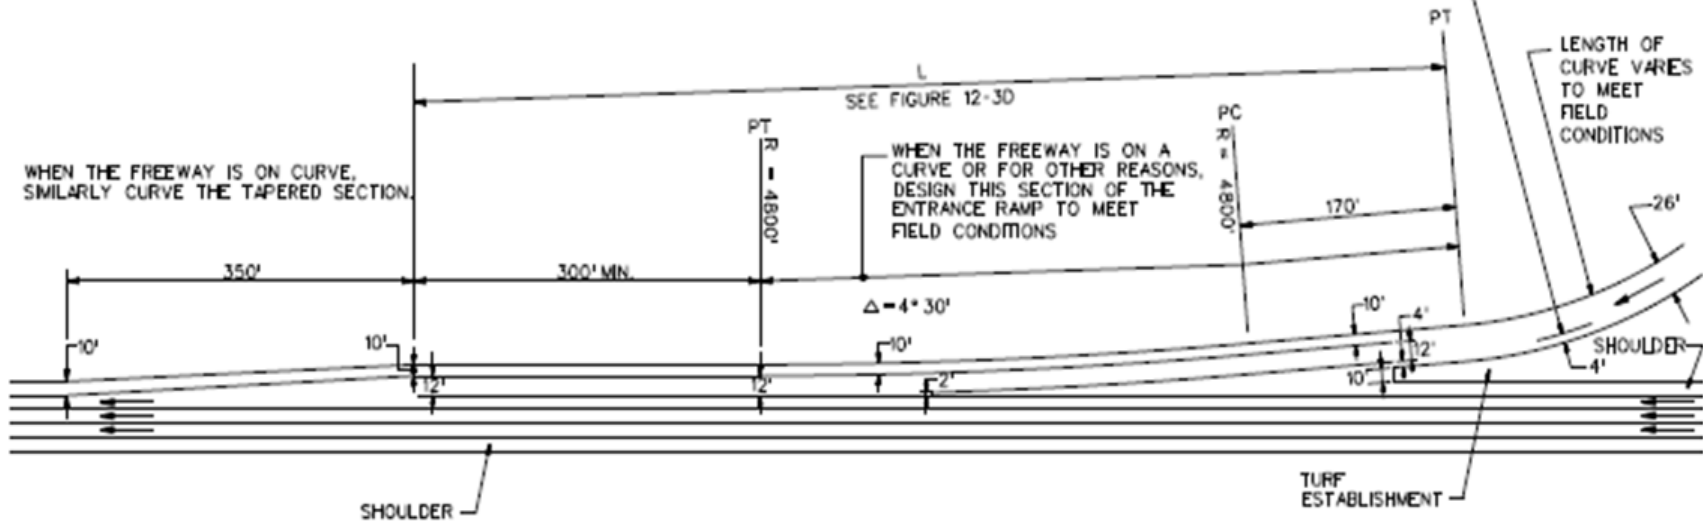 PT
L
SEE FIGURE 12-3D
LENGTH OF
CURVE VARIES
TO MEET
FIELD
CONDITIONS
PT
R = 4800'
PC
R = 4800'
WHEN THE FREEWAY IS ON CURVE,
SIMILARLY CURVE THE TAPERED SECTION.
WHEN THE FREEWAY IS ON A
CURVE OR FOR OTHER REASONS,
DESIGN THIS SECTION OF THE
ENTRANCE RAMP TO MEET
FIELD CONDITIONS
170'
26'
350'
300' MIN.
Δ=4° 30'
10'
10'
10'
10'
4'
12'
12'
12'
2'
10'
4'
SHOULDER
SHOULDER
TURF
ESTABLISHMENT